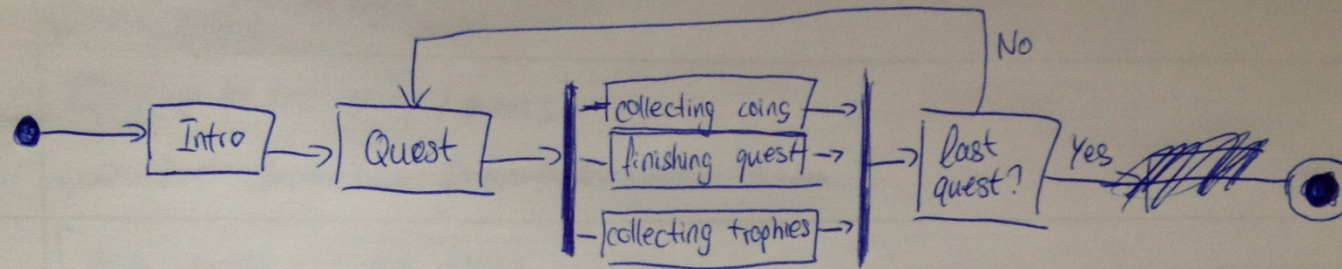 No
collecting coins
Intro
Quest
finishing quest
last
quest?
Yes
collecting trophies